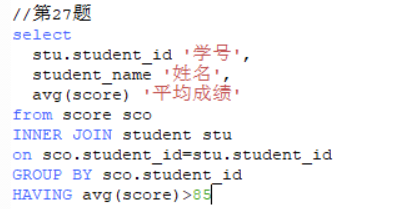 //第27题
select
stu.student_id '学号',
student_name '姓名',
avg(score) '平均成绩'
from score sco
INNER JOIN student stu
on sco.student_id=stu.student_id
GROUP BY sco.student_id
HAVING avg(score)>85